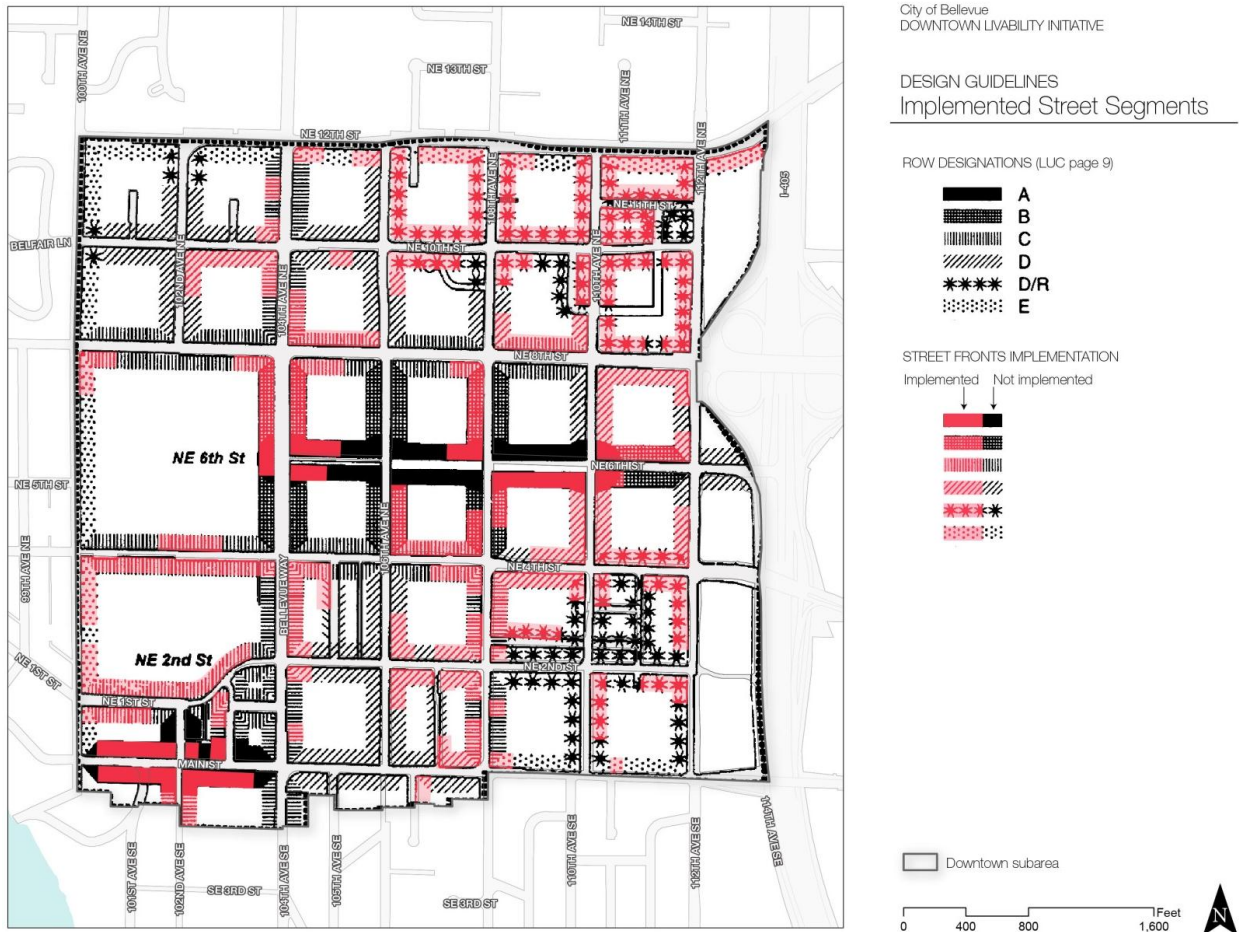 City of Bellevue
DOWNTOWN LIVABILITY INITIATIVE
DESIGN GUIDELINES
Implemented Street Segments
ROW DESIGNATIONS (LUC page 9)
A
B
C
D
D/R
E
STREET FRONTS IMPLEMENTATION
Implemented Not implemented
Downtown subarea
0 400 800 1,600 Feet
N
NE 14TH ST
NE 13TH ST
100TH AVE NE
111TH AVE NE
NE 12TH ST
112TH AVE NE
I-405
108TH AVE NE
NE 11TH ST
BELFAIR LN
102ND AVE NE
NE 10TH ST
110TH AVE NE
104TH AVE NE
NE 8TH ST
NE 6th St
NE 6TH ST
NE 5TH ST
106TH AVE NE
99TH AVE NE
BELLEVUE WAY
NE 4TH ST
NE 2nd St
NE 2ND ST
NE 1ST ST
NE 1ST ST
MAIN ST
101ST AVE SE
102ND AVE SE
104TH AVE SE
105TH AVE SE
110TH AVE SE
112TH AVE SE
114TH AVE SE
SE 3RD ST
SE 3RD ST